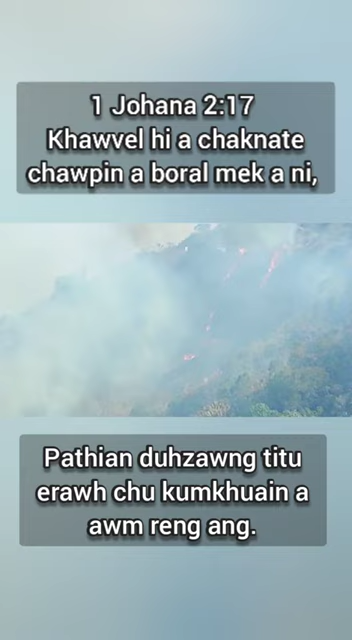 1 Johana 2:17
Khawvel hi a chaknate
chawpin a boral mek a ni,
Pathian duhzawng titu
erawh chu kumkhuain a
awm reng ang.